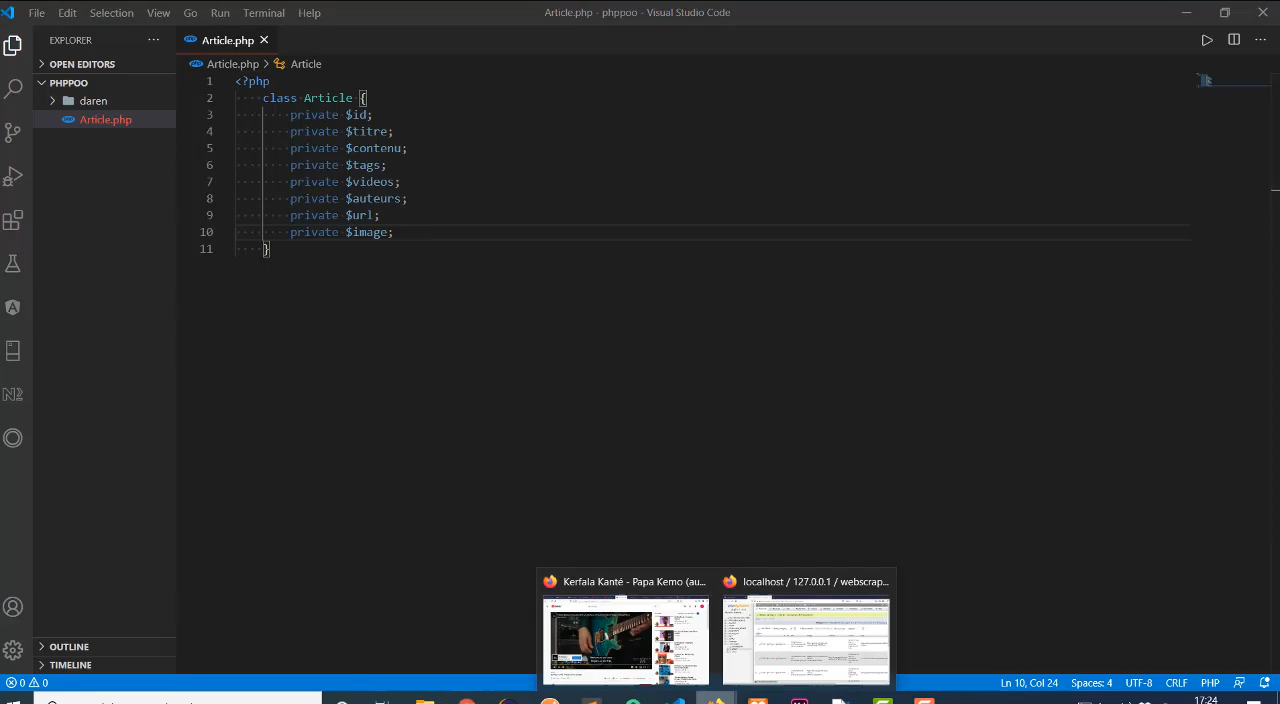 File Edit Selection View Go Run Terminal Help
Article.php - phppoo - Visual Studio Code
EXPLORER
Article.php
OPEN EDITORS
PHPPOO
daren
Article.php
Article.php > Article
1 <?php
2 class Article {
3 private $id;
4 private $titre;
5 private $contenu;
6 private $tags;
7 private $videos;
8 private $auteurs;
9 private $url;
10 private $image;
11 }
Kerfala Kanté - Papa Kemo (au...
localhost / 127.0.0.1 / webscrap...
TIMELINE
0 0
Ln 10, Col 24 Spaces: 4 UTF-8 CRLF PHP
17:24